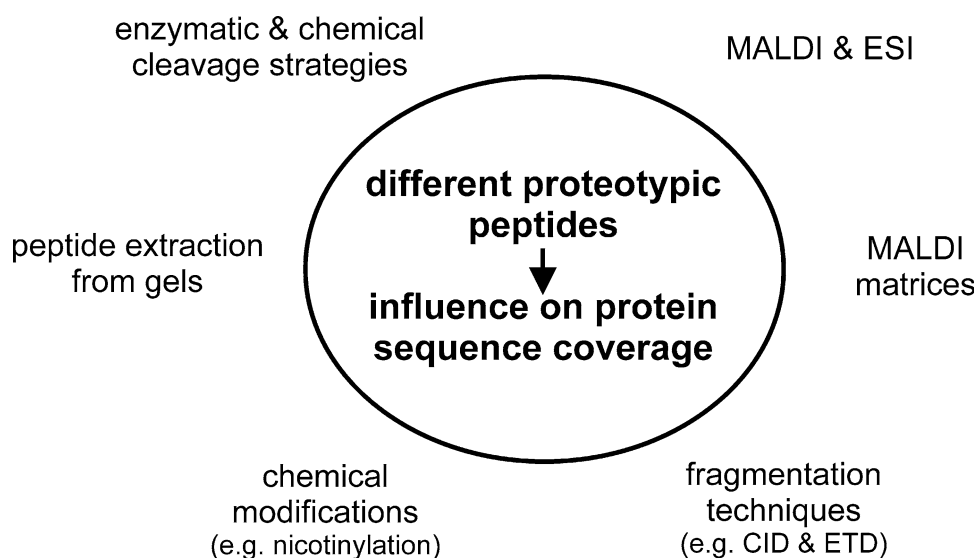 enzymatic & chemical
cleavage strategies
MALDI & ESI
different proteotypic
peptides
influence on protein
sequence coverage
peptide extraction
from gels
MALDI
matrices
chemical
modifications
(e.g. nicotinylation)
fragmentation
techniques
(e.g. CID & ETD)